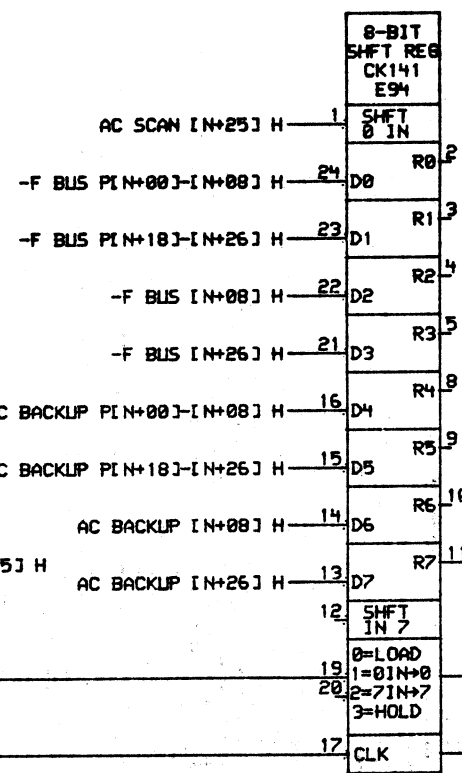 8-BIT
SHFT REG
CK141
E94
AC SCAN [N+25] H 1 SHFT
0 IN
R0 2
-F BUS P[N+00]-[N+08] H 24 D0
R1 3
-F BUS P[N+18]-[N+26] H 23 D1
R2 4
-F BUS [N+08] H 22 D2
R3 5
-F BUS [N+26] H 21 D3
R4 8
C BACKUP P[N+00]-[N+08] H 16 D4
R5 9
C BACKUP P[N+18]-[N+26] H 15 D5
R6 10
AC BACKUP [N+08] H 14 D6
R7 11
5] H
AC BACKUP [N+26] H 13 D7
12 SHFT
IN 7
0=LOAD
19 1=0IN→0
20 2=7IN→7
3=HOLD
17 CLK